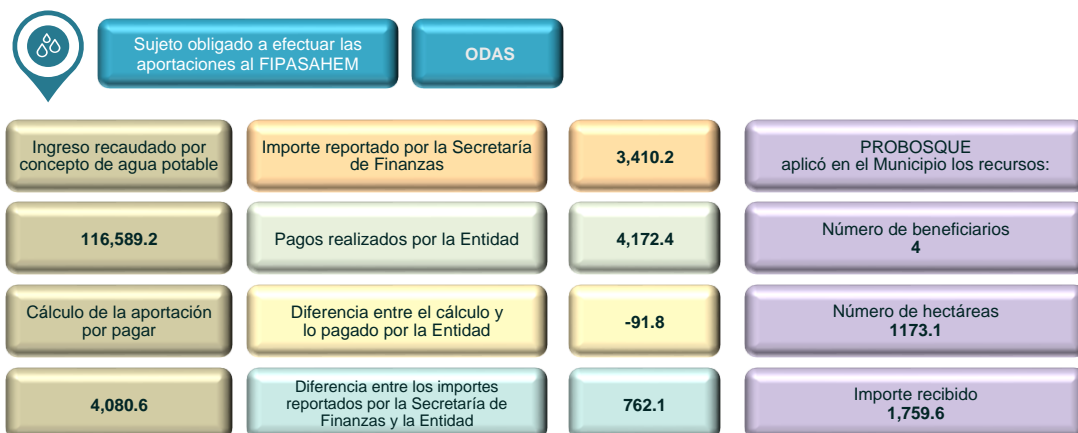 Sujeto obligado a efectuar las
aportaciones al FIPASAHEM
ODAS
Ingreso recaudado por
concepto de agua potable
Importe reportado por la Secretaría
de Finanzas
3,410.2
PROBOSQUE
aplicó en el Municipio los recursos:
116,589.2
Pagos realizados por la Entidad
4,172.4
Número de beneficiarios
4
Cálculo de la aportación
por pagar
Diferencia entre el cálculo y
lo pagado por la Entidad
-91.8
Número de hectáreas
1173.1
4,080.6
Diferencia entre los importes
reportados por la Secretaría de
Finanzas y la Entidad
762.1
Importe recibido
1,759.6